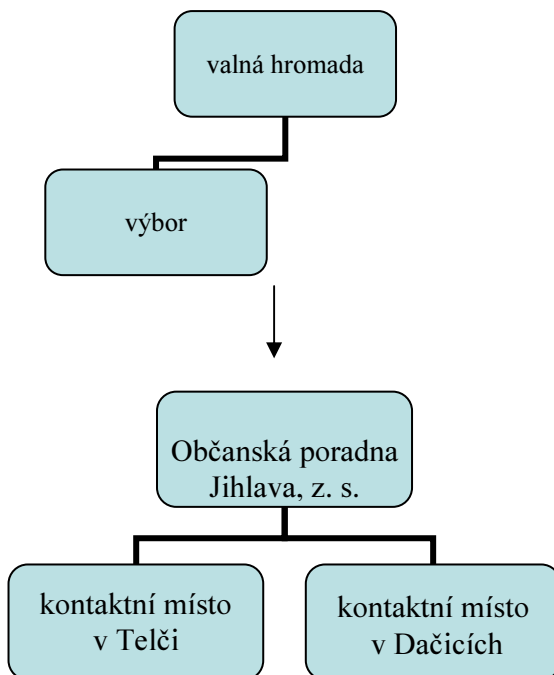 valná hromada
výbor
Občanská poradna
Jihlava, z. s.
kontaktní místo
v Telči
kontaktní místo
v Dačicích